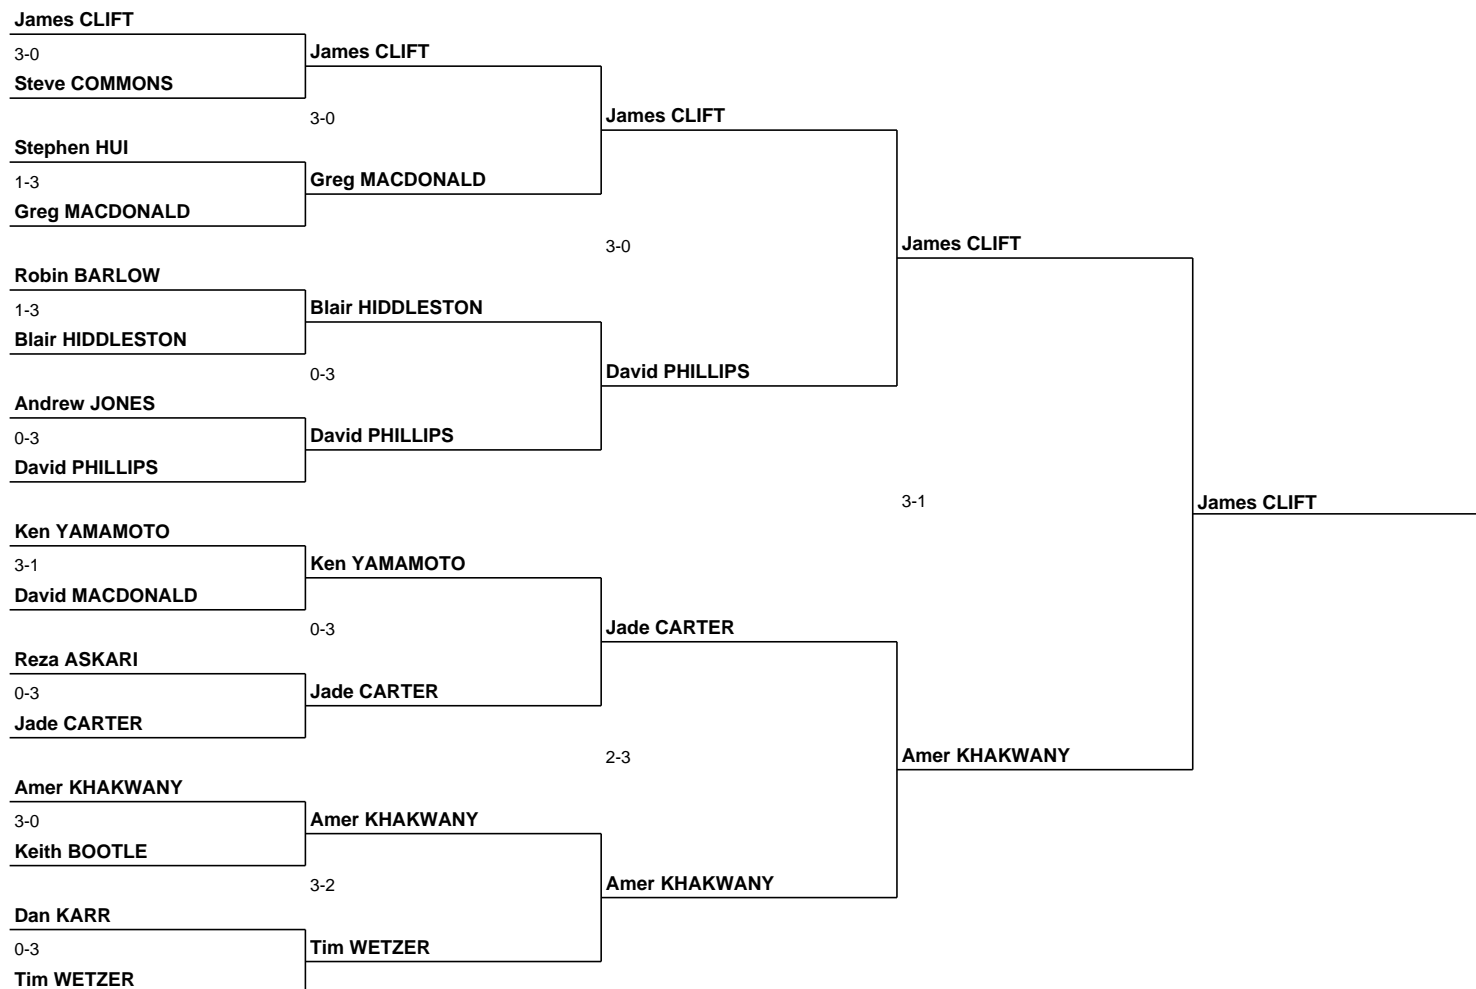 James CLIFT
3-0
Steve COMMONS
Stephen HUI
1-3
Greg MACDONALD
Robin BARLOW
1-3
Blair HIDDLESTON
Andrew JONES
0-3
David PHILLIPS
Ken YAMAMOTO
3-1
David MACDONALD
Reza ASKARI
0-3
Jade CARTER
Amer KHAKWANY
3-0
Keith BOOTLE
Dan KARR
0-3
Tim WETZER
James CLIFT
3-0
Greg MACDONALD
Blair HIDDLESTON
0-3
David PHILLIPS
Ken YAMAMOTO
0-3
Jade CARTER
Amer KHAKWANY
3-2
Tim WETZER
James CLIFT
3-0
David PHILLIPS
Jade CARTER
2-3
Amer KHAKWANY
James CLIFT
3-1
Amer KHAKWANY
James CLIFT